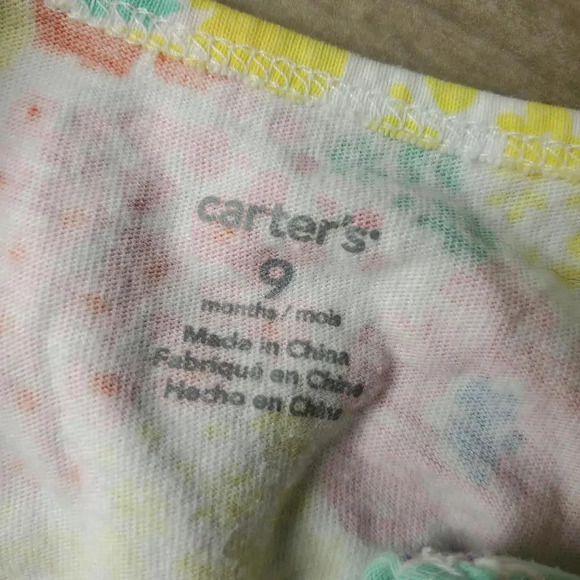 carter's
9
months / mois
Made in China
Fabriqué en Chine
Hecho en China